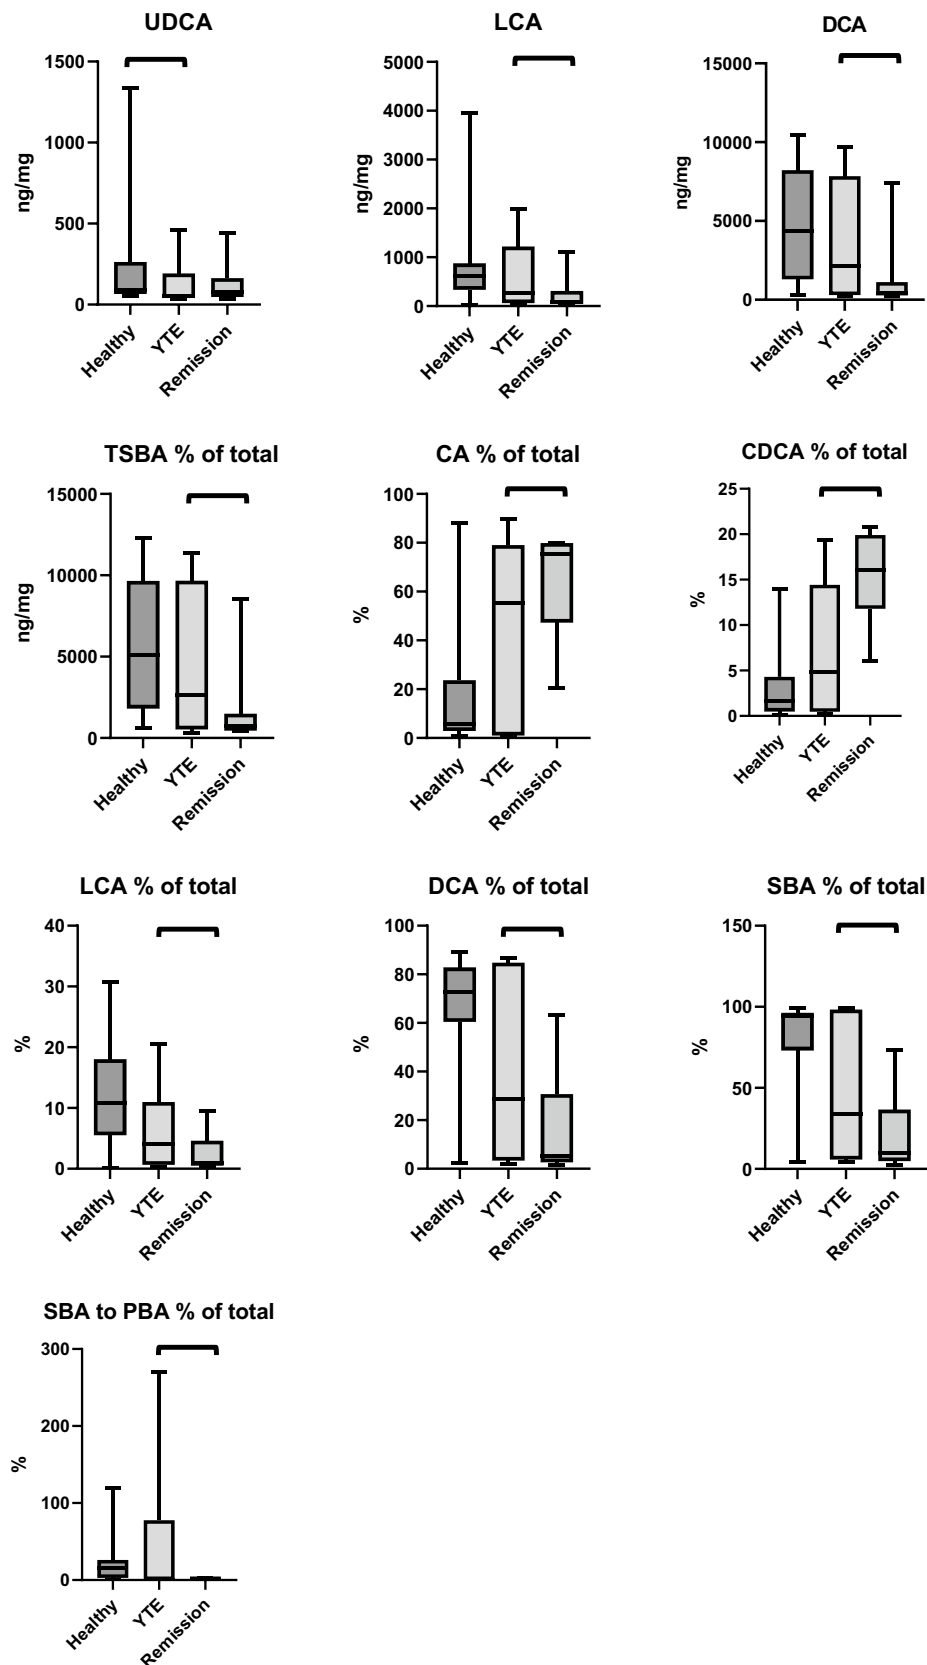 UDCA
1500
1000
500
0
ng/mg
Healthy
YTE
Remission
LCA
5000
4000
3000
2000
1000
0
ng/mg
Healthy
YTE
Remission
DCA
15000
10000
5000
0
ng/mg
Healthy
YTE
Remission
TSBA % of total
15000
10000
5000
0
ng/mg
Healthy
YTE
Remission
CA % of total
100
80
60
40
20
0
%
Healthy
YTE
Remission
CDCA % of total
25
20
15
10
5
0
%
Healthy
YTE
Remission
LCA % of total
40
30
20
10
0
%
Healthy
YTE
Remission
DCA % of total
100
80
60
40
20
0
%
Healthy
YTE
Remission
SBA % of total
150
100
50
0
%
Healthy
YTE
Remission
SBA to PBA % of total
300
200
100
0
%
Healthy
YTE
Remission